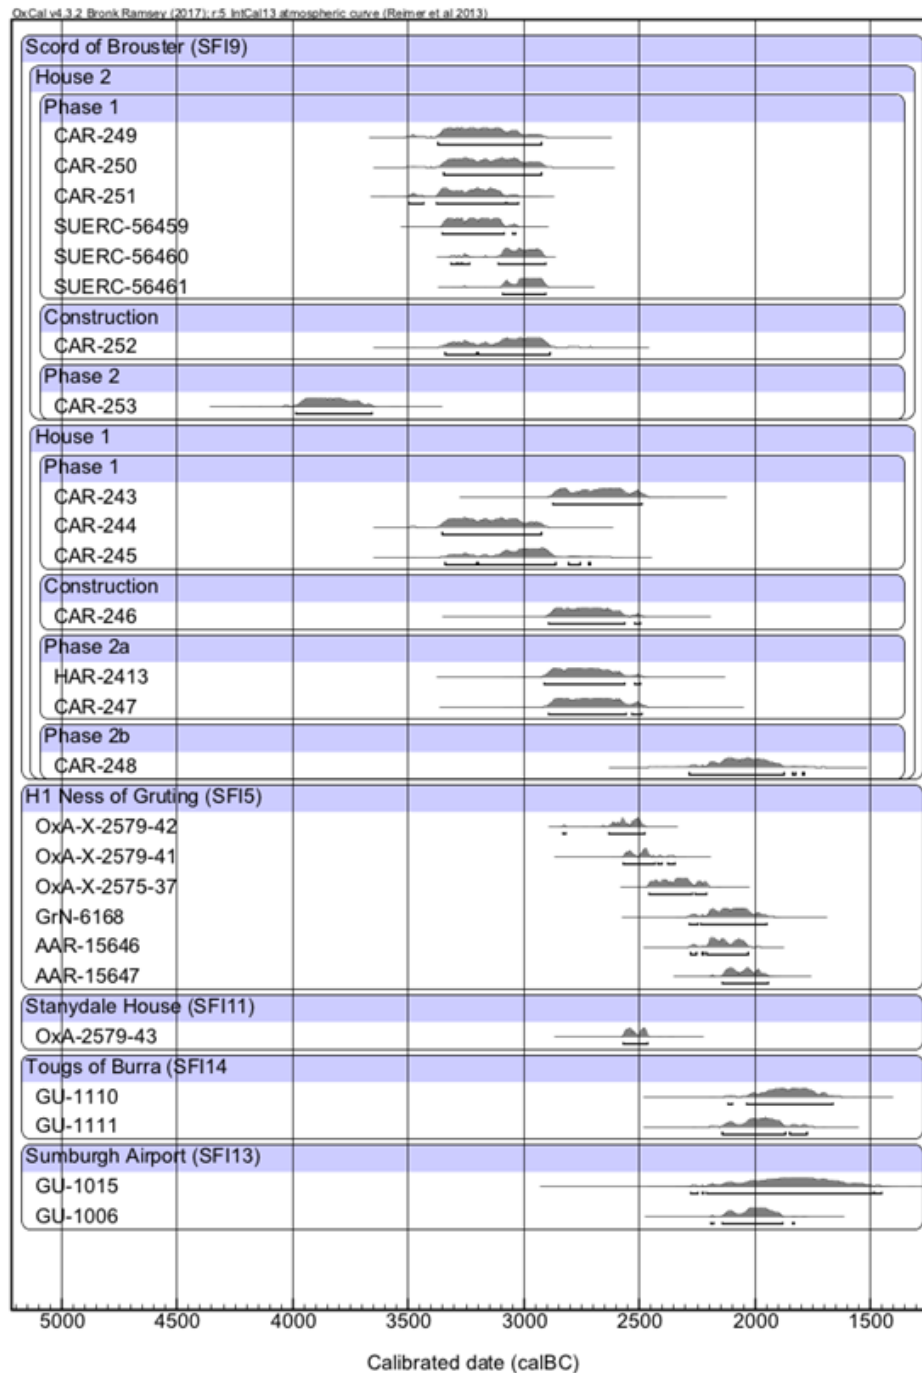 OxCal v4.3.2 Bronk Ramsey (2017); r:5 IntCal13 atmospheric curve (Reimer et al 2013)
Scord of Brouster (SFI9)
House 2
Phase 1
CAR-249
CAR-250
CAR-251
SUERC-56459
SUERC-56460
SUERC-56461
Construction
CAR-252
Phase 2
CAR-253
House 1
Phase 1
CAR-243
CAR-244
CAR-245
Construction
CAR-246
Phase 2a
HAR-2413
CAR-247
Phase 2b
CAR-248
H1 Ness of Gruting (SFI5)
OxA-X-2579-42
OxA-X-2579-41
OxA-X-2575-37
GrN-6168
AAR-15646
AAR-15647
Stanydale House (SFI11)
OxA-2579-43
Tougs of Burra (SFI14
GU-1110
GU-1111
Sumburgh Airport (SFI13)
GU-1015
GU-1006
5000 4500 4000 3500 3000 2500 2000 1500
Calibrated date (calBC)